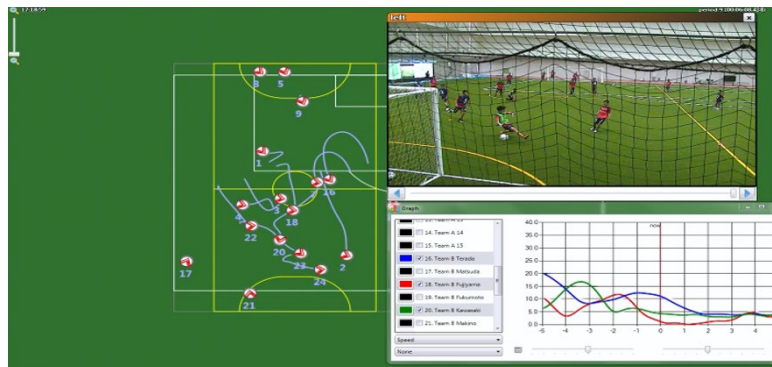 17:18:59
left
8
5
9
1
16
3
18
4
22
20
23
2
24
17
21
Graph
14. Team A 14
15. Team A 15
16. Team B Terada
17. Team B Matsuda
18. Team B Fujiyama
19. Team B Fukumoto
20. Team B Kawasaki
21. Team B Makino
Speed
None
now
40.0
35.0
30.0
25.0
20.0
15.0
10.0
5.0
0.0
-5 -4 -3 -2 -1 0 1 2 3 4